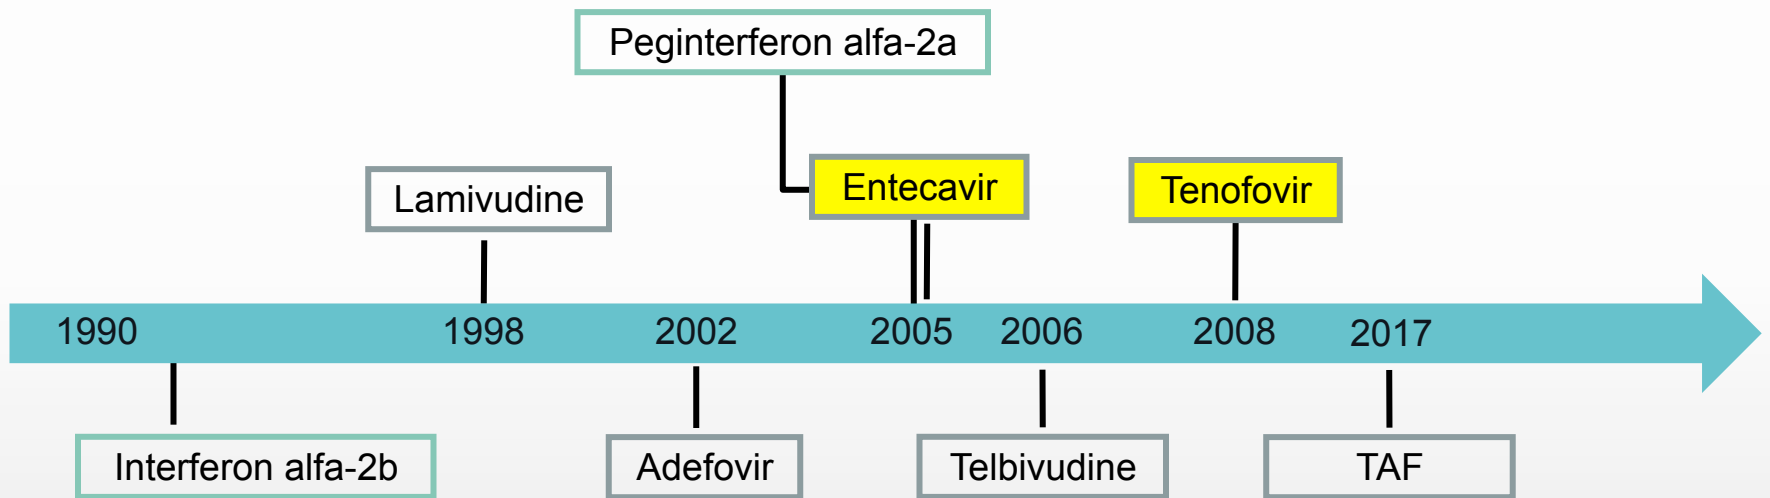 Peginterferon alfa-2a
Lamivudine
Entecavir
Tenofovir
1990
1998
2002
2005
2006
2008
2017
Interferon alfa-2b
Adefovir
Telbivudine
TAF